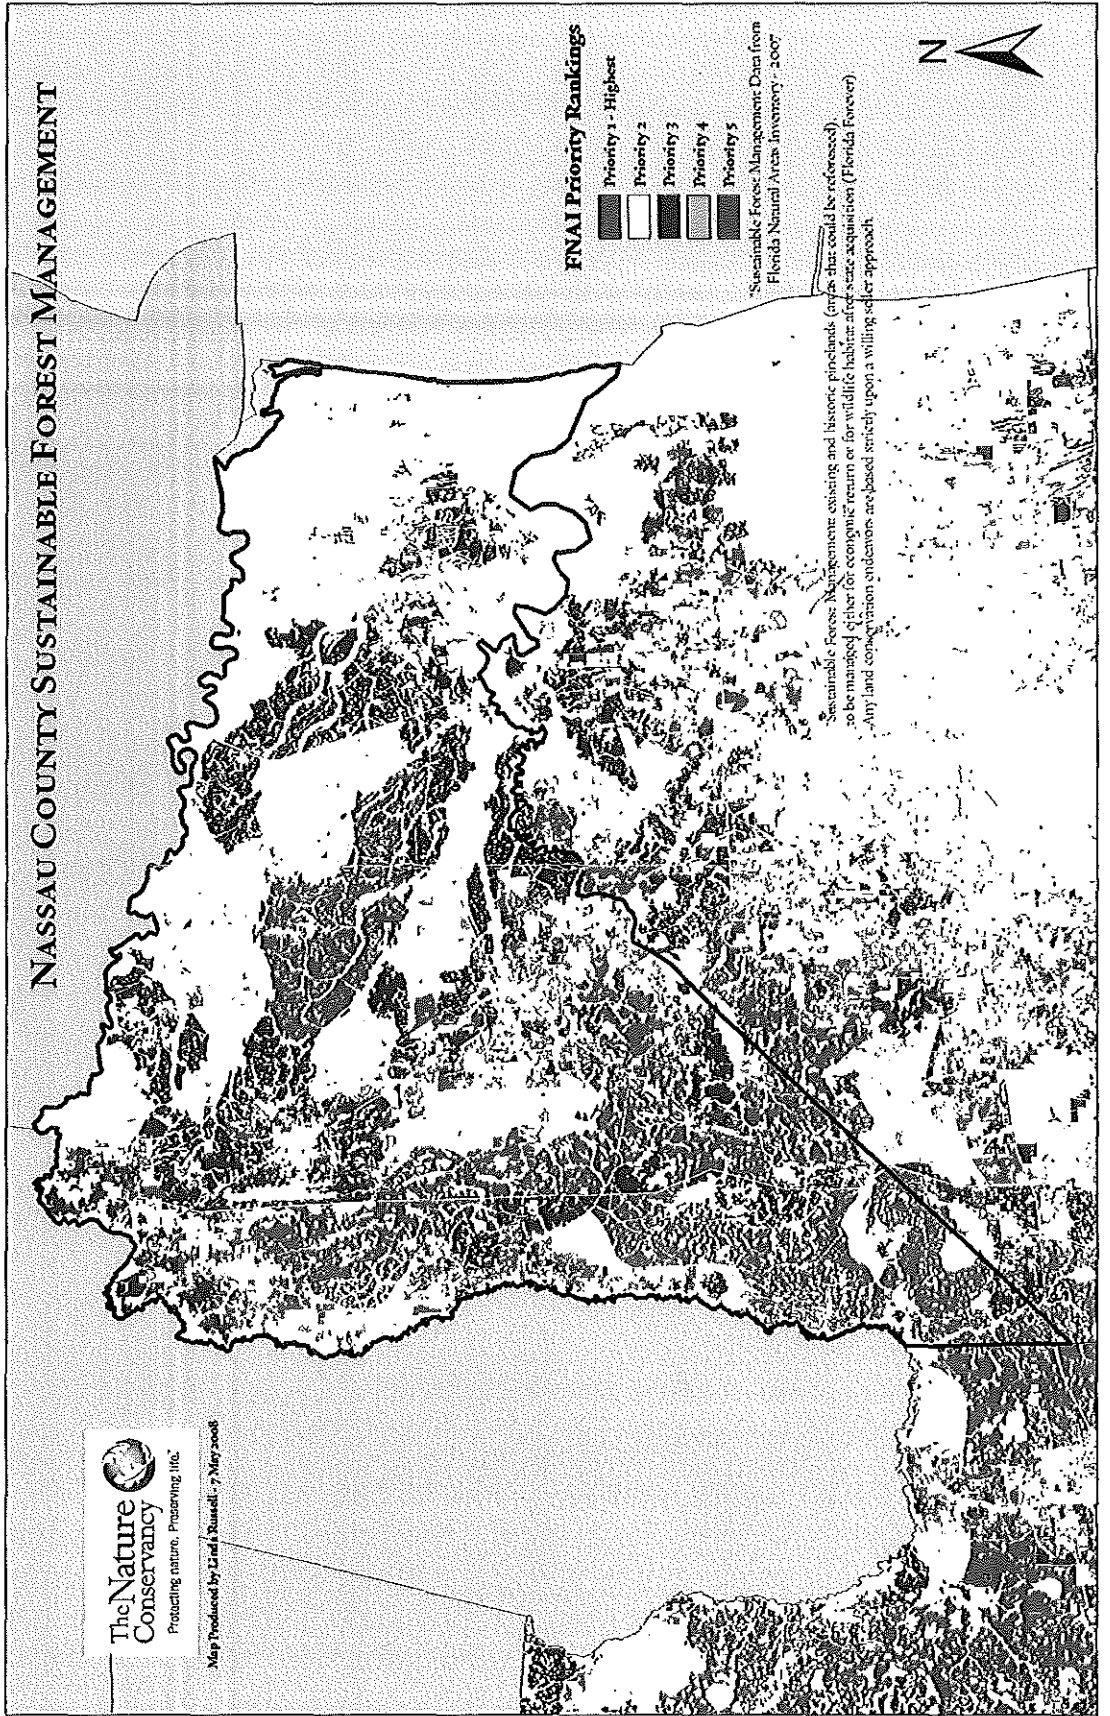 NASSAU COUNTY SUSTAINABLE FOREST MANAGEMENT
The Nature
Conservancy
Protecting nature. Preserving life.™
Map Produced by Linda Russell - 7 May 2008
FNAI Priority Rankings
Priority 1 - Highest
Priority 2
Priority 3
Priority 4
Priority 5
*Sustainable Forest Management Data from
Florida Natural Areas Inventory - 2007
N
*Sustainable Forest Management: existing and historic pinelands (areas that could be reforested)
to be managed either for economic return or for wildlife habitat after state acquisition (Florida Forever)
Any land conservation endeavors are based strictly upon a willing seller approach